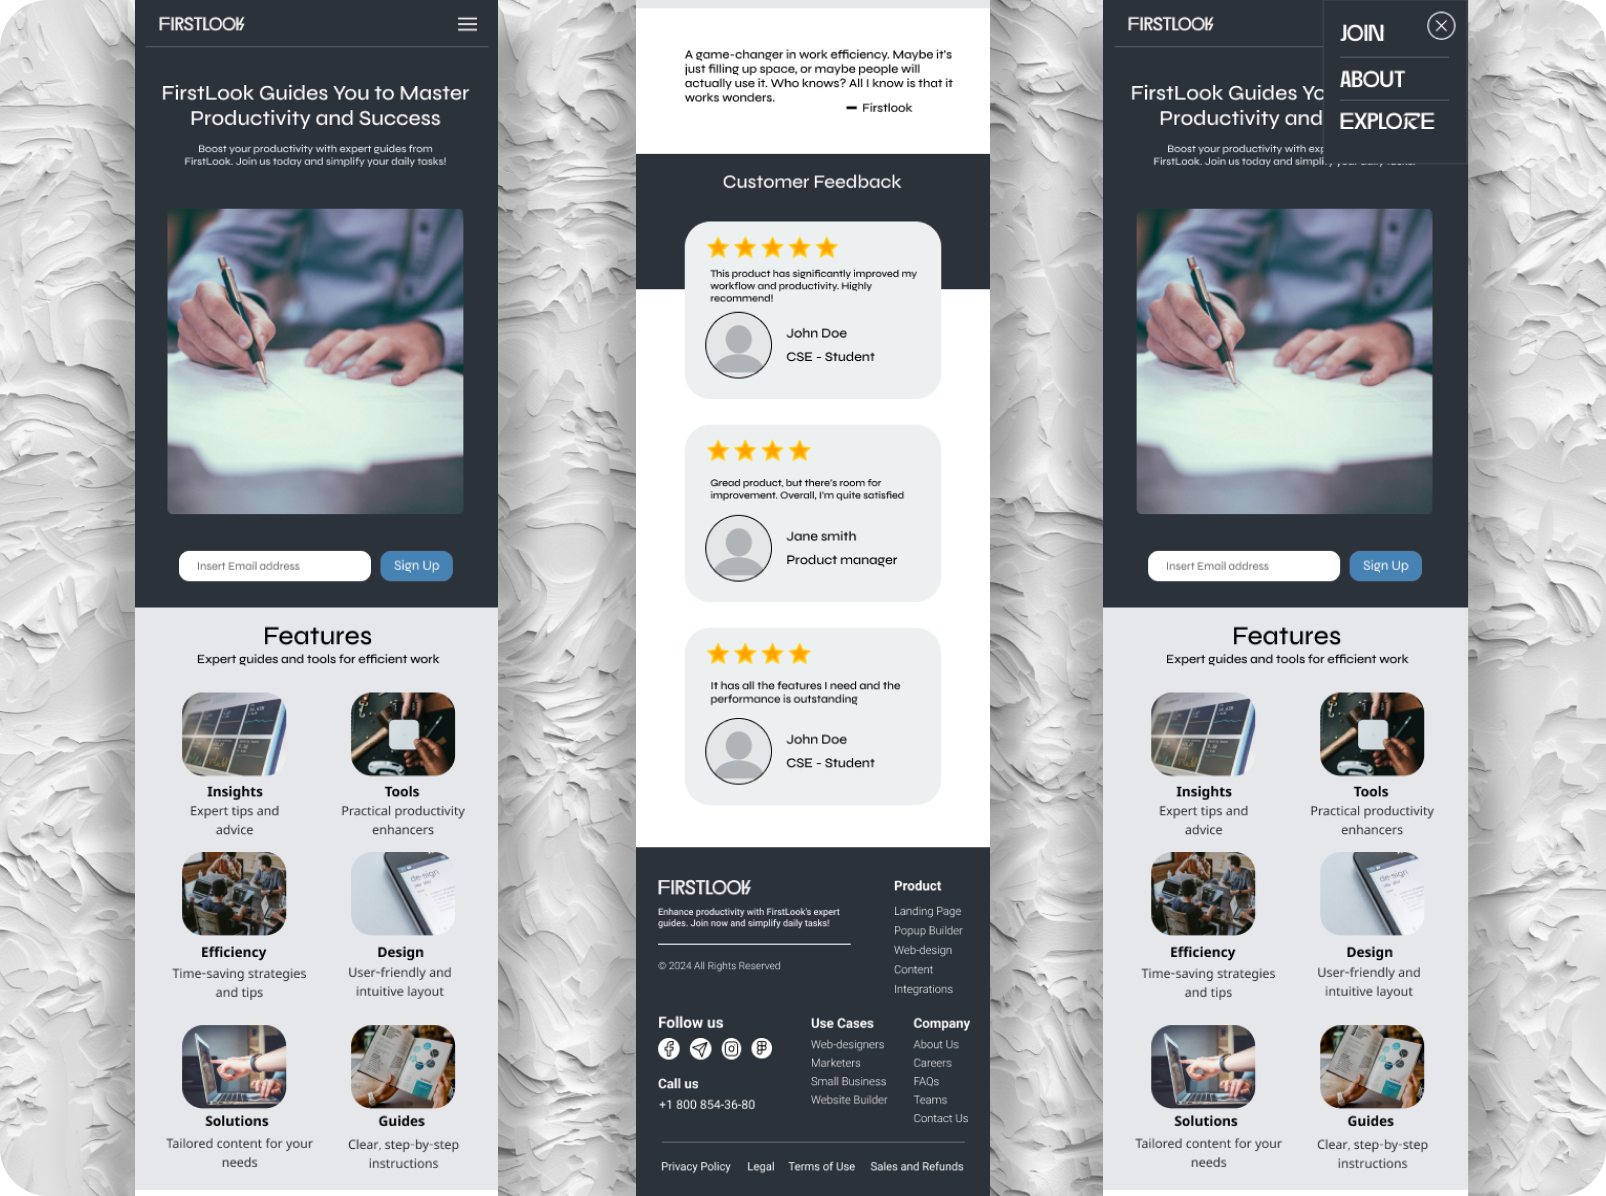 FIRSTLOOK
FirstLook Guides You to Master
Productivity and Success
Boost your productivity with expert guides from
FirstLook. Join us today and simplify your daily tasks!
Insert Email address
Sign Up
Features
Expert guides and tools for efficient work
Insights
Expert tips and
advice
Tools
Practical productivity
enhancers
Efficiency
Time-saving strategies
and tips
Design
User-friendly and
intuitive layout
Solutions
Tailored content for your
needs
Guides
Clear, step-by-step
instructions
A game-changer in work efficiency. Maybe it's
just filling up space, or maybe people will
actually use it. Who knows? All I know is that it
works wonders.
— Firstlook
Customer Feedback
This product has significantly improved my
workflow and productivity. Highly
recommend!
John Doe
CSE - Student
Gread product, but there's room for
improvement. Overall, I'm quite satisfied
Jane smith
Product manager
It has all the features I need and the
performance is outstanding
John Doe
CSE - Student
FIRSTLOOK
Enhance productivity with FirstLook's expert
guides. Join now and simplify daily tasks!
© 2024 All Rights Reserved
Product
Landing Page
Popup Builder
Web-design
Content
Integrations
Follow us
Call us
+1 800 854-36-80
Use Cases
Web-designers
Marketers
Small Business
Website Builder
Company
About Us
Careers
FAQs
Teams
Contact Us
Privacy Policy Legal Terms of Use Sales and Refunds
FIRSTLOOK
JOIN
ABOUT
EXPLORE
FirstLook Guides Yo
Productivity and
Boost your productivity with exp
FirstLook. Join us today and simplify your daily tasks!
Insert Email address
Sign Up
Features
Expert guides and tools for efficient work
Insights
Expert tips and
advice
Tools
Practical productivity
enhancers
Efficiency
Time-saving strategies
and tips
Design
User-friendly and
intuitive layout
Solutions
Tailored content for your
needs
Guides
Clear, step-by-step
instructions